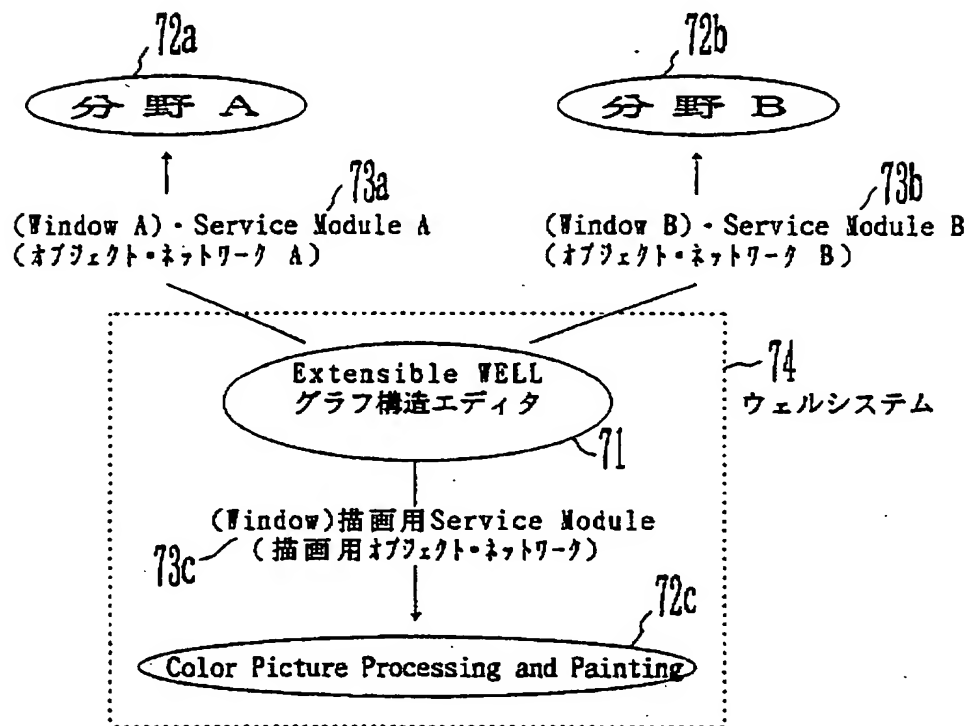 72a
72b
分野 A
分野 B
73a
73b
(Window A)・Service Module A
(オブジェクト・ネットワーク A)
(Window B)・Service Module B
(オブジェクト・ネットワータ B)
Extensible WELL
グラフ構造エディタ
74
ウェルシステム
71
(Window)描画用Service Module
(描画用オブジェクト・ネットワーク)
73c
72c
Color Picture Processing and Painting